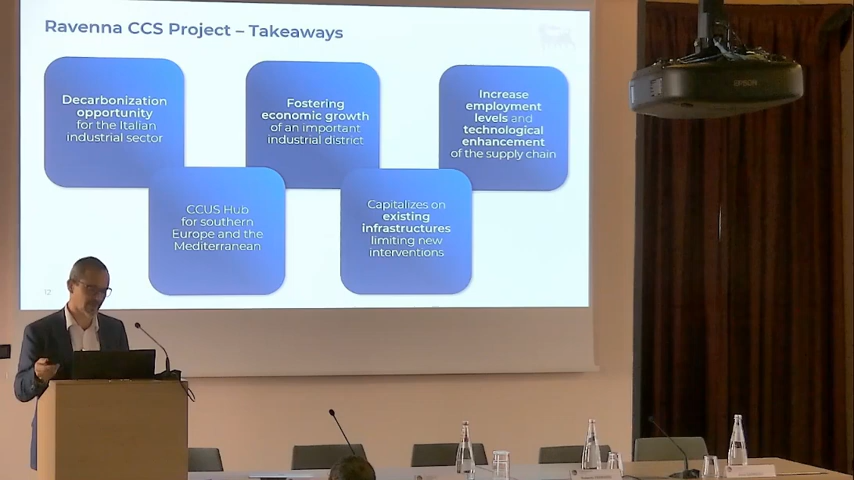 Ravenna CCS Project – Takeaways
Decarbonization
opportunity
for the Italian
industrial sector
Fostering
economic growth
of an important
industrial district
Increase
employment
levels and
technological
enhancement
of the supply chain
CCUS Hub
for southern
Europe and the
Mediterranean
Capitalizes on
existing
infrastructures
limiting new
interventions
12
EPSON